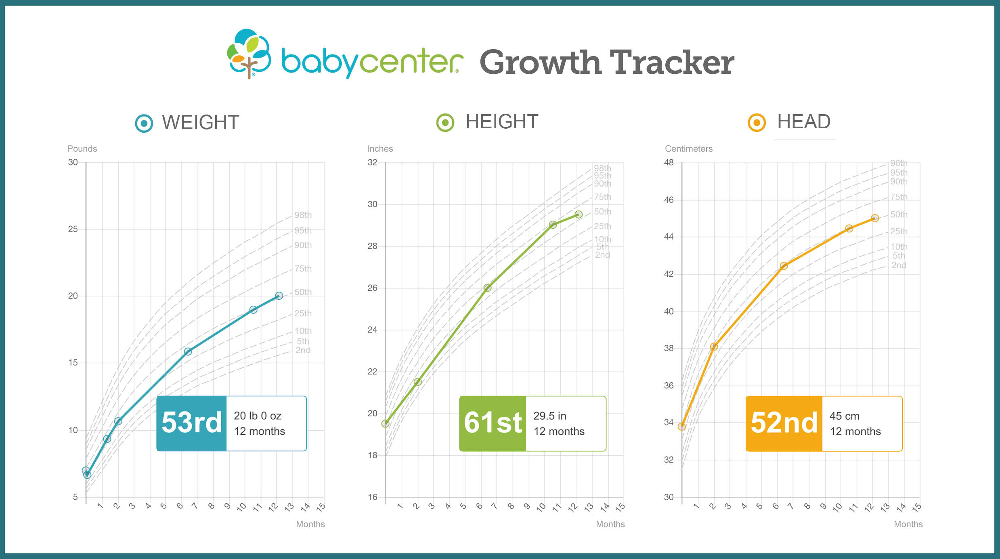 babycenter® Growth Tracker
WEIGHT
Pounds
30
25
20
15
10
5
98th
95th
90th
75th
50th
25th
10th
5th
2nd
53rd
20 lb 0 oz
12 months
1 2 3 4 5 6 7 8 9 10 11 12 13 14 15
Months
HEIGHT
Inches
32
30
28
26
24
22
20
18
16
98th
95th
90th
75th
50th
25th
10th
5th
2nd
61st
29.5 in
12 months
1 2 3 4 5 6 7 8 9 10 11 12 13 14 15
Months
HEAD
Centimeters
48
46
44
42
40
38
36
34
32
30
98th
95th
90th
75th
50th
25th
10th
5th
2nd
52nd
45 cm
12 months
1 2 3 4 5 6 7 8 9 10 11 12 13 14 15
Months